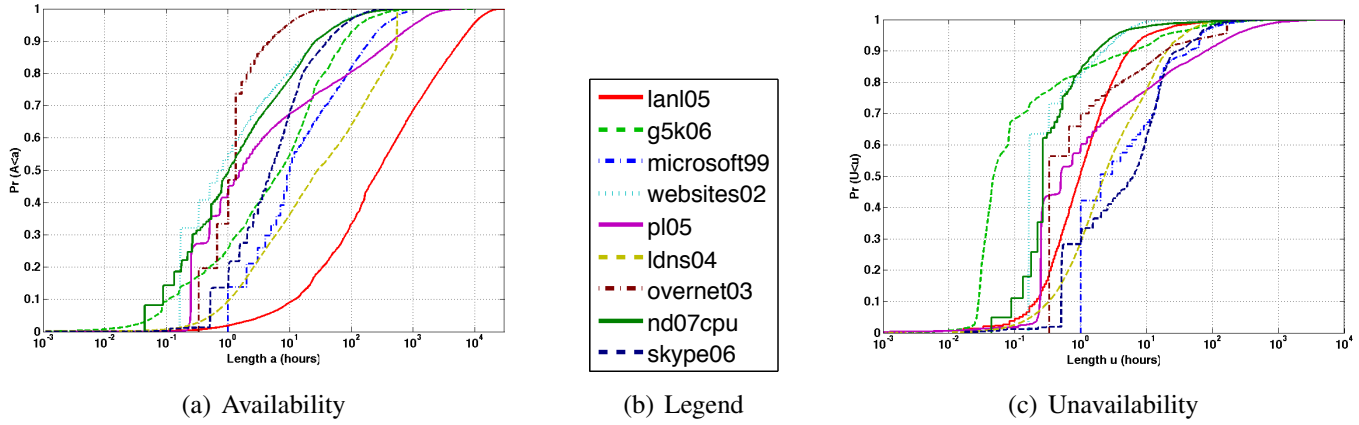 1
0.9
0.8
0.7
0.6
0.5
0.4
0.3
0.2
0.1
0
Pr (A<a)
10^-3 10^-2 10^-1 10^0 10^1 10^2 10^3 10^4
Length a (hours)
(a) Availability
lanl05
g5k06
microsoft99
websites02
pl05
ldns04
overnet03
nd07cpu
skype06
(b) Legend
1
0.9
0.8
0.7
0.6
0.5
0.4
0.3
0.2
0.1
0
Pr (U<u)
10^-3 10^-2 10^-1 10^0 10^1 10^2 10^3 10^4
Length u (hours)
(c) Unavailability